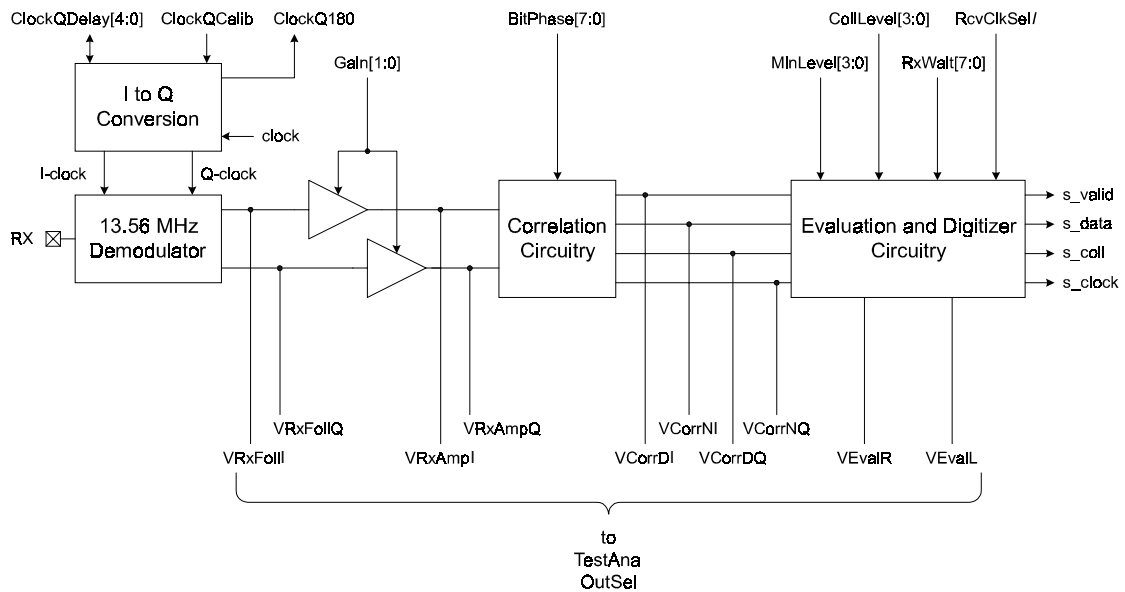 ClockQDelay[4:0]
ClockQCalib
ClockQ180
BitPhase[7:0]
CollLevel[3:0]
RcvClkSelI
Gain[1:0]
MinLevel[3:0]
RxWait[7:0]
I to Q
Conversion
clock
I-clock
Q-clock
RX
13.56 MHz
Demodulator
Correlation
Circuitry
Evaluation and Digitizer
Circuitry
s_valid
s_data
s_coll
s_clock
VRxFollQ
VRxAmpQ
VCorrNI
VCorrNQ
VRxFollI
VRxAmpI
VCorrDI
VCorrDQ
VEvalR
VEvalL
to
TestAna
OutSel